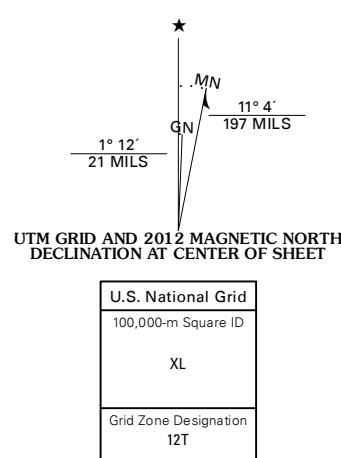 ★
MN
11° 4´
197 MILS
GN
1° 12´
21 MILS
UTM GRID AND 2012 MAGNETIC NORTH
DECLINATION AT CENTER OF SHEET
U.S. National Grid
100,000-m Square ID
XL
Grid Zone Designation
12T